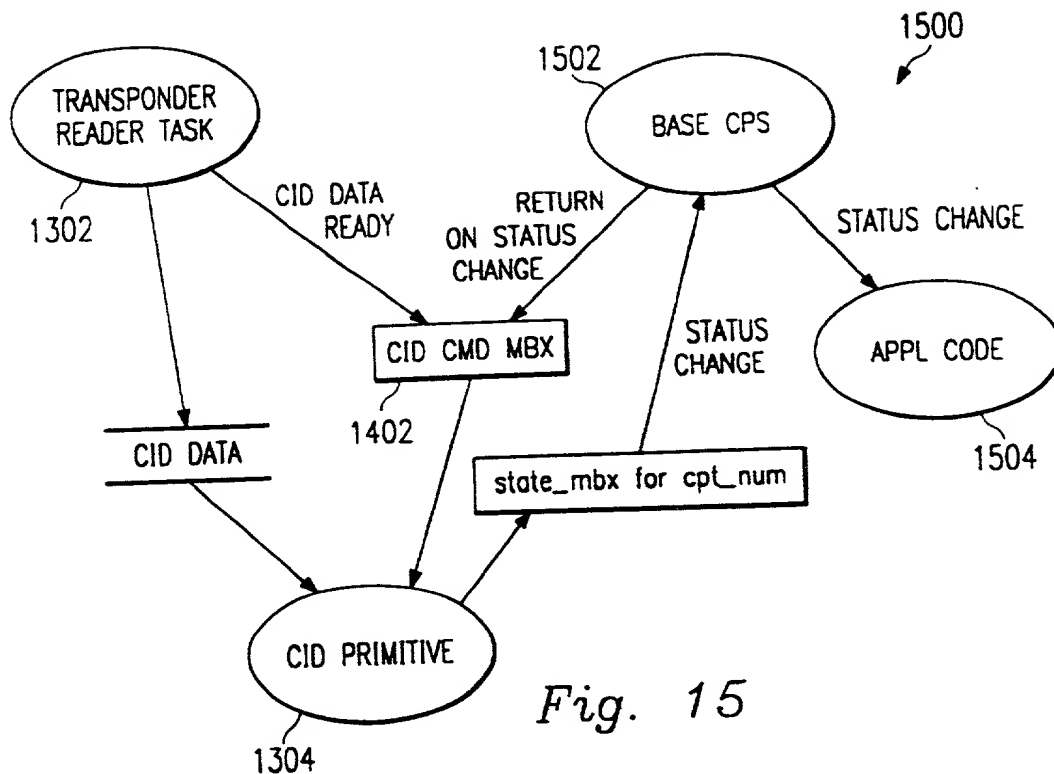 1500
1502
TRANSPONDER
READER TASK
BASE CPS
1302
CID DATA
READY
RETURN
ON STATUS
CHANGE
STATUS CHANGE
CID CMD MBX
1402
STATUS
CHANGE
APPL CODE
1504
CID DATA
state_mbx for cpt_num
CID PRIMITIVE
1304
Fig. 15